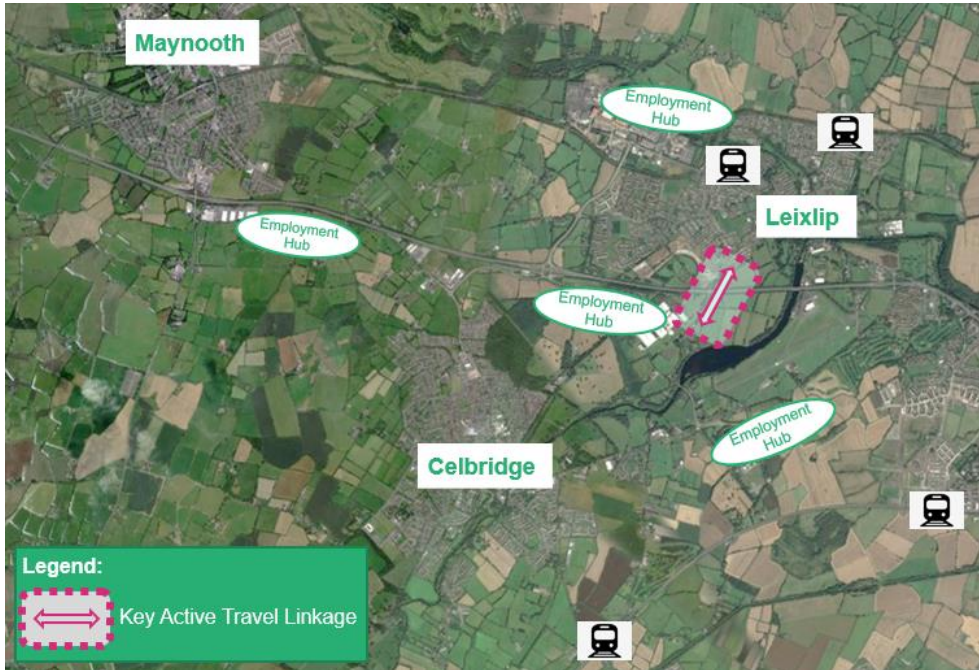 Maynooth
Employment
Hub
Leixlip
Employment
Hub
Employment
Hub
Employment
Hub
Celbridge
Legend:
Key Active Travel Linkage